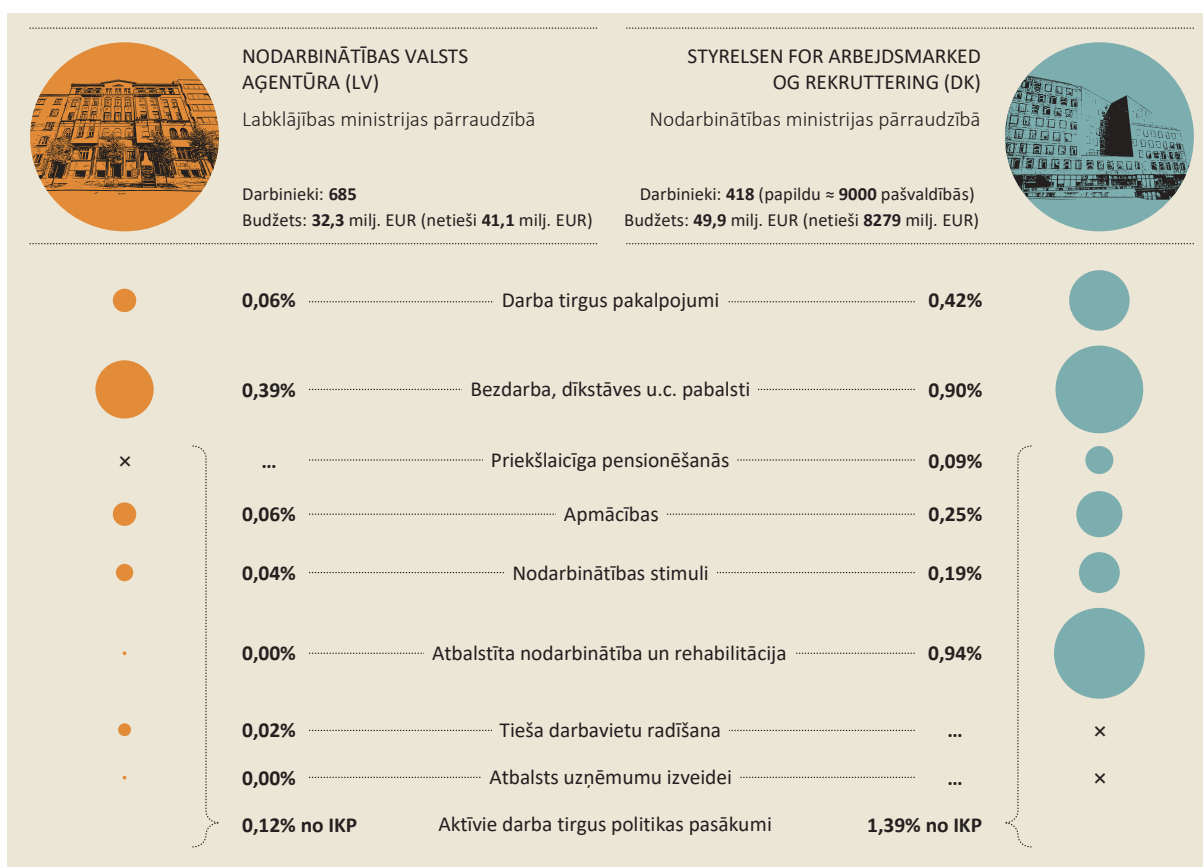 NODARBINĀTĪBAS VALSTS
AĢENTŪRA (LV)
Labklājības ministrijas pārraudzībā
Darbinieki: 685
Budžets: 32,3 milj. EUR (netieši 41,1 milj. EUR)
STYRELSEN FOR ARBEJDSMARKED
OG REKRUTTERING (DK)
Nodarbinātības ministrijas pārraudzībā
Darbinieki: 418 (papildu ≈ 9000 pašvaldībās)
Budžets: 49,9 milj. EUR (netieši 8279 milj. EUR)
0,06% Darba tirgus pakalpojumi 0,42%
0,39% Bezdarba, dīkstāves u.c. pabalsti 0,90%
× ... Priekšlaicīga pensionēšanās 0,09%
0,06% Apmācības 0,25%
0,04% Nodarbinātības stimuli 0,19%
0,00% Atbalstīta nodarbinātība un rehabilitācija 0,94%
0,02% Tieša darbavietu radīšana ... ×
0,00% Atbalsts uzņēmumu izveidei ... ×
0,12% no IKP Aktīvie darba tirgus politikas pasākumi 1,39% no IKP